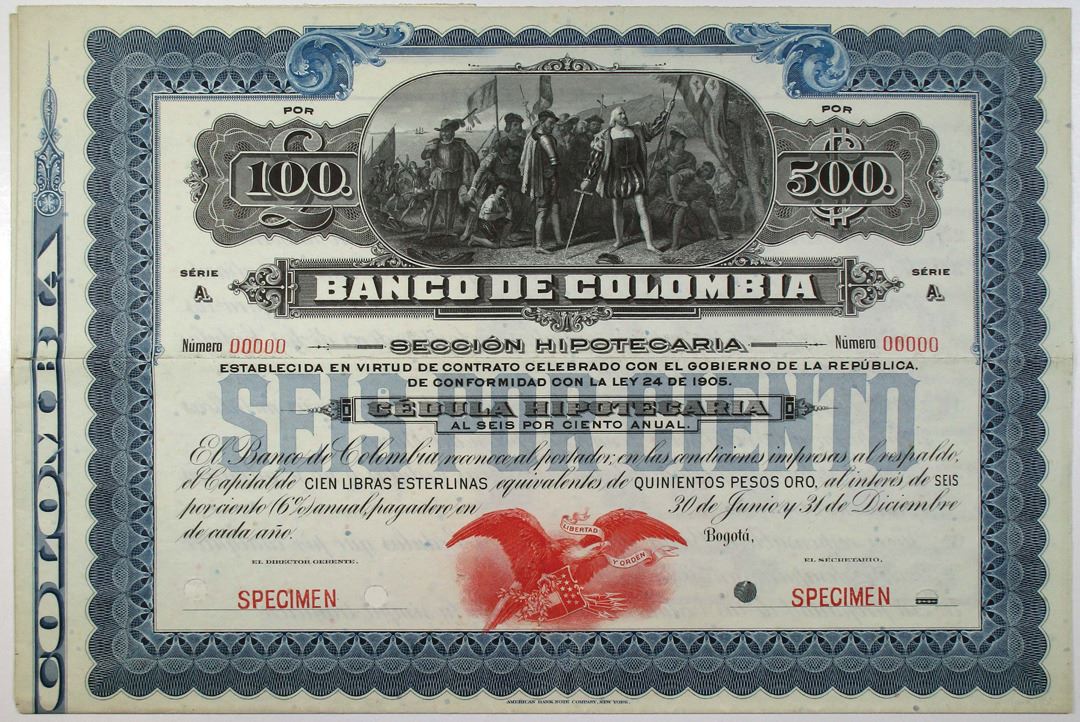 COLOMBIA
POR
£
100.
POR
$
500.
SÉRIE
A
SÉRIE
A
BANCO DE COLOMBIA
Número 00000
SECCIÓN HIPOTECARIA
Número 00000
ESTABLECIDA EN VIRTUD DE CONTRATO CELEBRADO CON EL GOBIERNO DE LA REPÚBLICA,
DE CONFORMIDAD CON LA LEY 24 DE 1905.
SEIS POR CIENTO
CÉDULA HIPOTECARIA
AL SEIS POR CIENTO ANUAL.
El Banco de Colombia reconoce al portador, en las condiciones impresas al respaldo,
el Capital de CIEN LIBRAS ESTERLINAS equivalentes de QUINIENTOS PESOS ORO, al interés de SEIS
por ciento (6%) anual, pagadero en 30 de Junio y 31 de Diciembre
de cada año.
LIBERTAD
Y ORDEN
Bogotá,
EL DIRECTOR GERENTE.
EL SECRETARIO,
SPECIMEN
SPECIMEN
AMERICAN BANK NOTE COMPANY, NEW YORK.